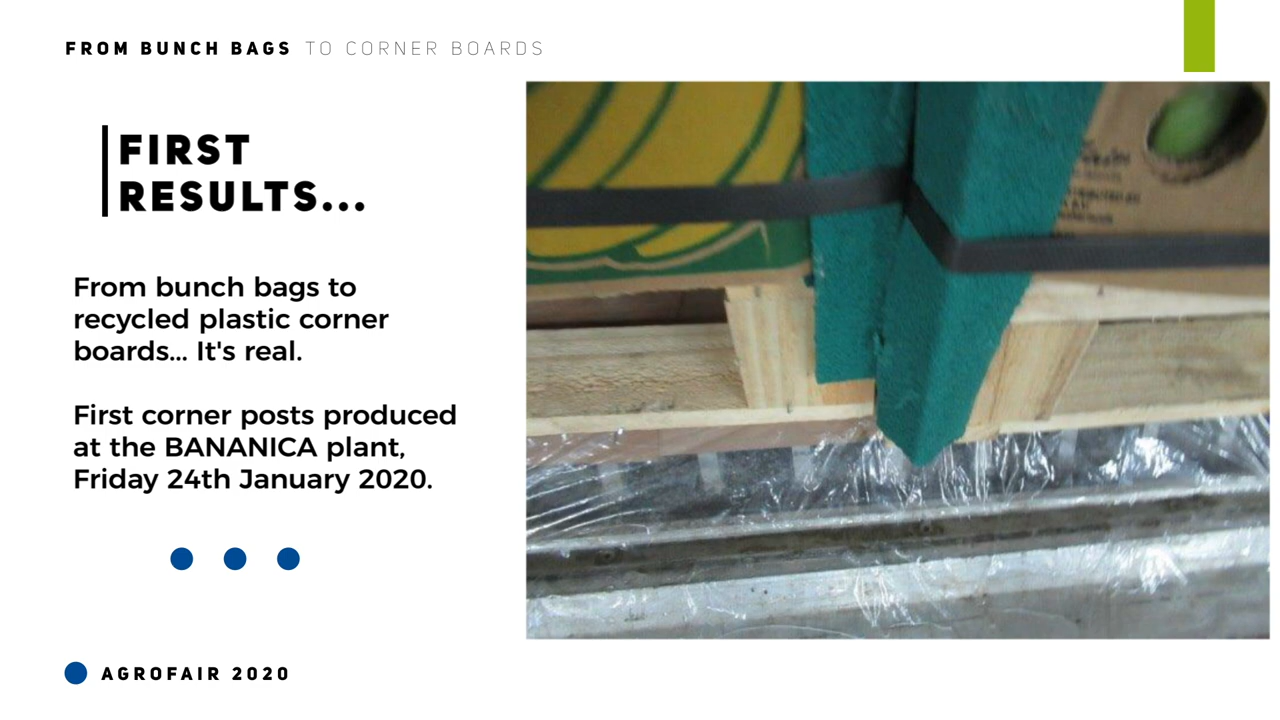 FROM BUNCH BAGS TO CORNER BOARDS
FIRST
RESULTS...
From bunch bags to
recycled plastic corner
boards... It's real.
First corner posts produced
at the BANANICA plant,
Friday 24th January 2020.
AGROFAIR 2020